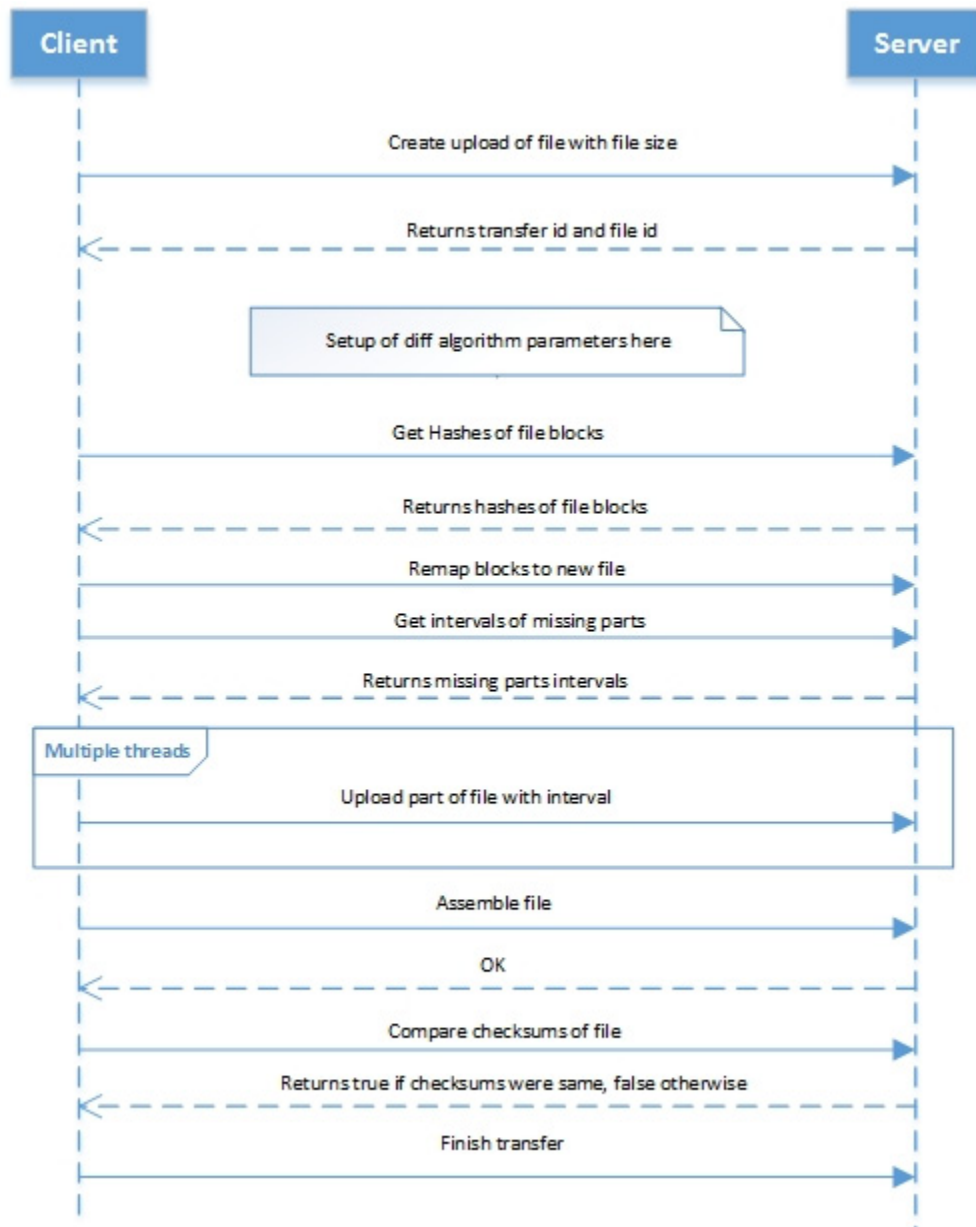 Client
Server
Create upload of file with file size
Returns transfer id and file id
Setup of diff algorithm parameters here
Get Hashes of file blocks
Returns hashes of file blocks
Remap blocks to new file
Get intervals of missing parts
Returns missing parts intervals
Multiple threads
Upload part of file with interval
Assemble file
OK
Compare checksums of file
Returns true if checksums were same, false otherwise
Finish transfer